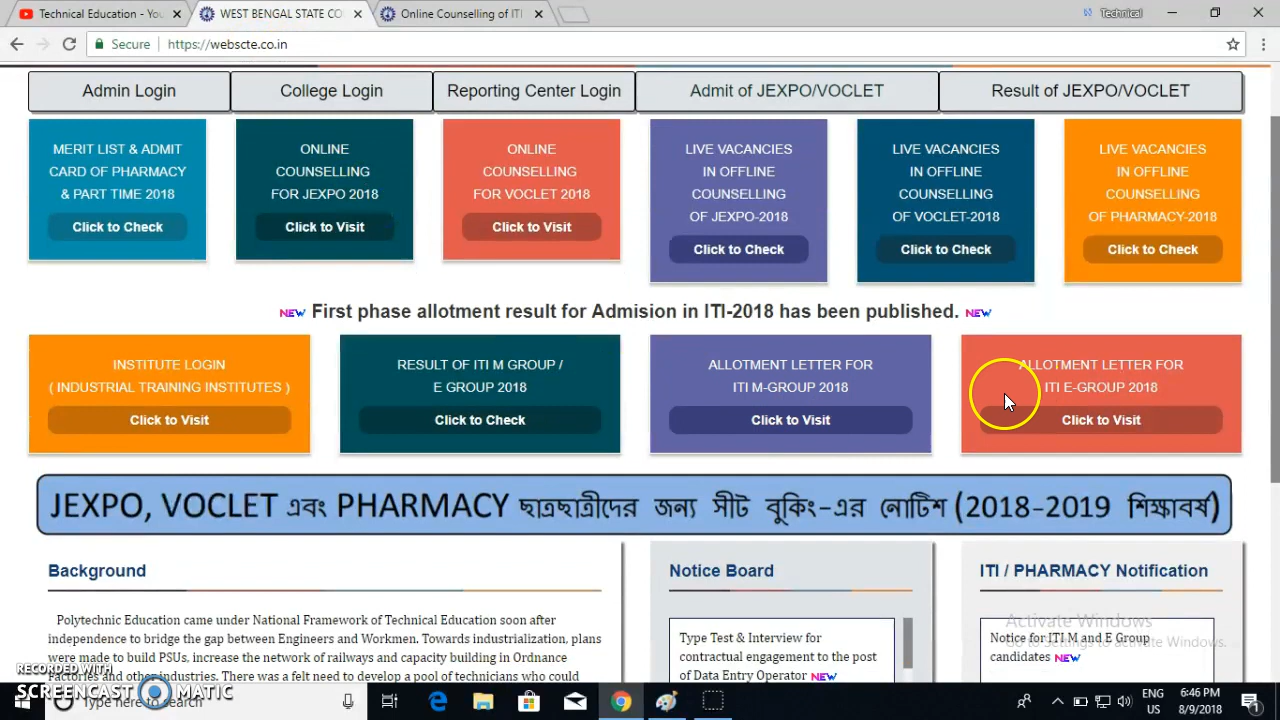 Technical Education - You
WEST BENGAL STATE CO
Online Counselling of ITI
Technical
Secure
https://webscte.co.in
Admin Login
College Login
Reporting Center Login
Admit of JEXPO/VOCLET
Result of JEXPO/VOCLET
MERIT LIST & ADMIT
CARD OF PHARMACY
& PART TIME 2018
Click to Check
ONLINE
COUNSELLING
FOR JEXPO 2018
Click to Visit
ONLINE
COUNSELLING
FOR VOCLET 2018
Click to Visit
LIVE VACANCIES
IN OFFLINE
COUNSELLING
OF JEXPO-2018
Click to Check
LIVE VACANCIES
IN OFFLINE
COUNSELLING
OF VOCLET-2018
Click to Check
LIVE VACANCIES
IN OFFLINE
COUNSELLING
OF PHARMACY-2018
Click to Check
NEW First phase allotment result for Admision in ITI-2018 has been published. NEW
INSTITUTE LOGIN
( INDUSTRIAL TRAINING INSTITUTES )
Click to Visit
RESULT OF ITI M GROUP /
E GROUP 2018
Click to Check
ALLOTMENT LETTER FOR
ITI M-GROUP 2018
Click to Visit
ALLOTMENT LETTER FOR
ITI E-GROUP 2018
Click to Visit
JEXPO, VOCLET এবং PHARMACY ছাত্রছাত্রীদের জন্য সীট বুকিং-এর নোটিশ (2018-2019 শিক্ষাবর্ষ)
Background
Polytechnic Education came under National Framework of Technical Education soon after
independence to bridge the gap between Engineers and Workmen. Towards industrialization, plans
were made to build PSUs, increase the network of railways and capacity building in Ordnance
Factories and other industries. There was a felt need to develop a pool of technicians who could
Notice Board
Type Test & Interview for
contractual engagement to the post
of Data Entry Operator NEW
ITI / PHARMACY Notification
Notice for ITI M and E Group
candidates NEW
Activate Windows
Go to Settings to activate Windows.
RECORDED WITH
SCREENCAST MATIC
Type here to search
ENG
US
6:46 PM
8/9/2018
1